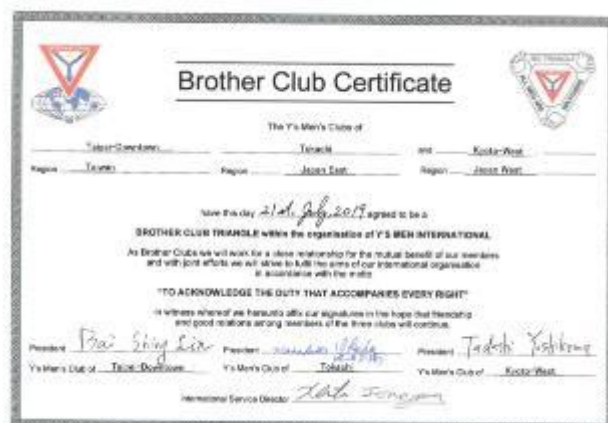 Brother Club Certificate
The Y's Men's Clubs of
Taipei-Downtown Tokachi and Kyoto-West
Region Taiwan Region Japan East Region Japan West
have this day 21st. July. 2019 agreed to be a
BROTHER CLUB TRIANGLE within the organisation of Y'S MEN INTERNATIONAL
As Brother Clubs we will work for a close relationship for the mutual benefit of our members
and with joint efforts we will strive to fulfil the aims of our international organisation
in accordance with the motto
"TO ACKNOWLEDGE THE DUTY THAT ACCOMPANIES EVERY RIGHT"
In witness whereof we hereunto affix our signatures in the hope that friendship
and good relations among members of the three clubs will continue.
President President President Tadashi
Y's Men's Club of Taipei-Downtown Y's Men's Club of Tokachi Y's Men's Club of Kyoto-West
International Service Director